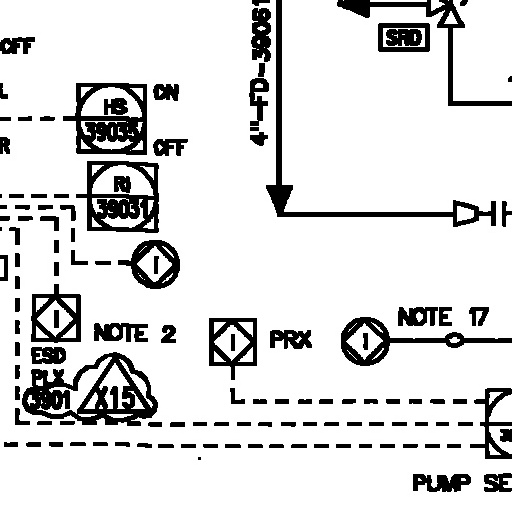 OFF
SRD
4"-FD-39061
L
HS
39035
ON
R
OFF
RI
39031
I
I
NOTE 2
I
PRX
I
NOTE 17
ESD
PLX
3901
X15
PUMP SE